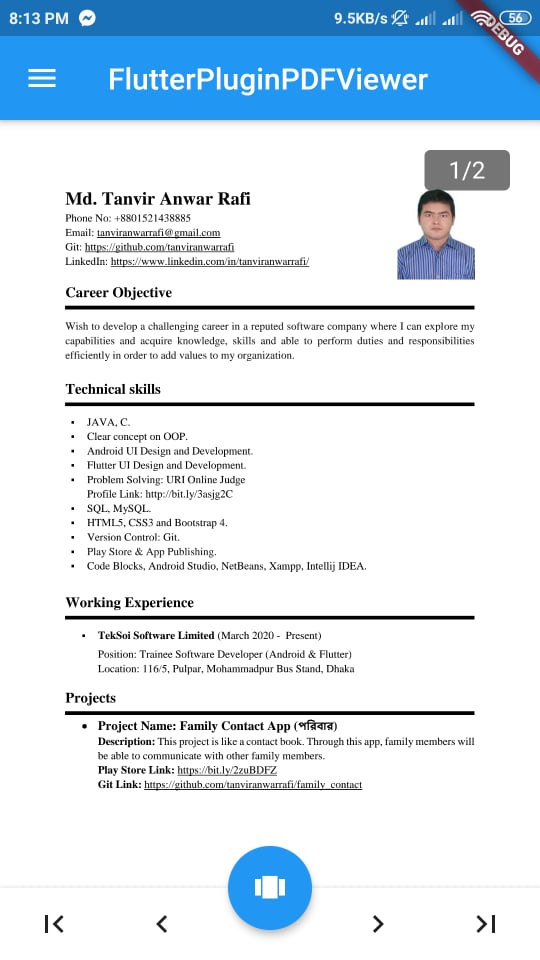 8:13 PM 9.5KB/s 56
DEBUG
FlutterPluginPDFViewer
1/2
Md. Tanvir Anwar Rafi
Phone No: +8801521438885
Email: tanviranwarrafi@gmail.com
Git: https://github.com/tanviranwarrafi
LinkedIn: https://www.linkedin.com/in/tanviranwarrafi/
Career Objective
Wish to develop a challenging career in a reputed software company where I can explore my
capabilities and acquire knowledge, skills and able to perform duties and responsibilities
efficiently in order to add values to my organization.
Technical skills
▪ JAVA, C.
▪ Clear concept on OOP.
▪ Android UI Design and Development.
▪ Flutter UI Design and Development.
▪ Problem Solving: URI Online Judge
Profile Link: http://bit.ly/3asjg2C
▪ SQL, MySQL.
▪ HTML5, CSS3 and Bootstrap 4.
▪ Version Control: Git.
▪ Play Store & App Publishing.
▪ Code Blocks, Android Studio, NetBeans, Xampp, Intellij IDEA.
Working Experience
▪ TekSoi Software Limited (March 2020 - Present)
Position: Trainee Software Developer (Android & Flutter)
Location: 116/5, Pulpar, Mohammadpur Bus Stand, Dhaka
Projects
• Project Name: Family Contact App (পরিবার)
Description: This project is like a contact book. Through this app, family members will
be able to communicate with other family members.
Play Store Link: https://bit.ly/2zuBDFZ
Git Link: https://github.com/tanviranwarrafi/family_contact